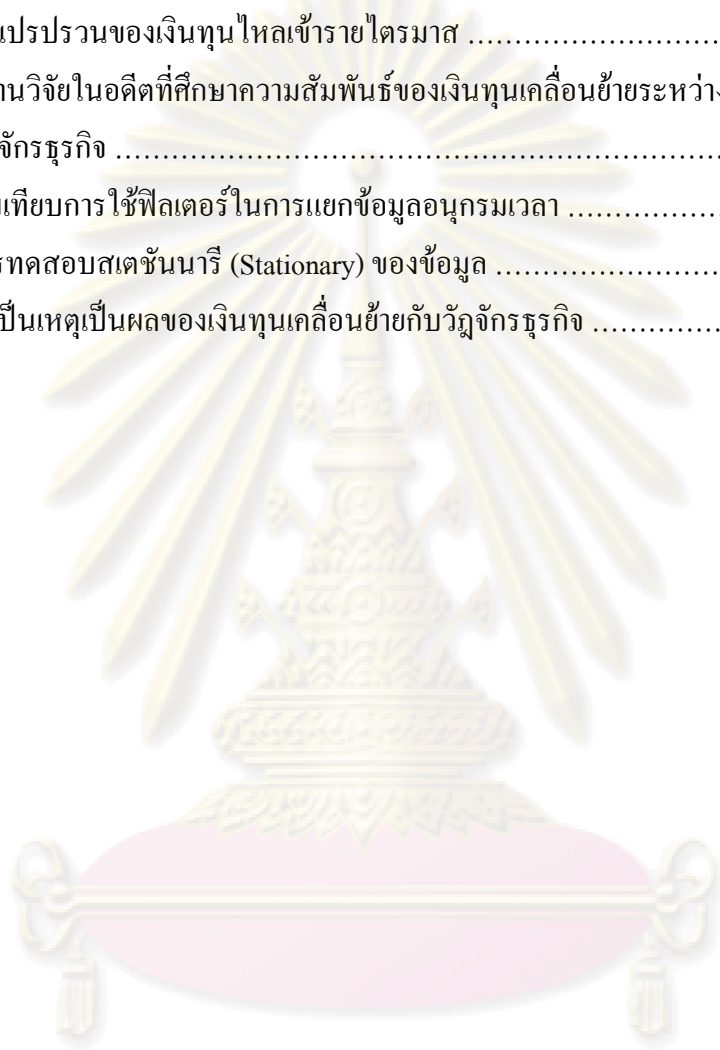 นแปรปรวนของเงินทุนไหลเข้ารายไตรมาส ................................
านวิจัยในอดีตที่ศึกษาความสัมพันธ์ของเงินทุนเคลื่อนย้ายระหว่าง
จักรธุรกิจ ................................................................................
เทียบการใช้ฟิลเตอร์ในการแยกข้อมูลอนุกรมเวลา ....................
รทดสอบสเตชันนารี (Stationary) ของข้อมูล .............................
เป็นเหตุเป็นผลของเงินทุนเคลื่อนย้ายกับวัฎจักรธุรกิจ ................